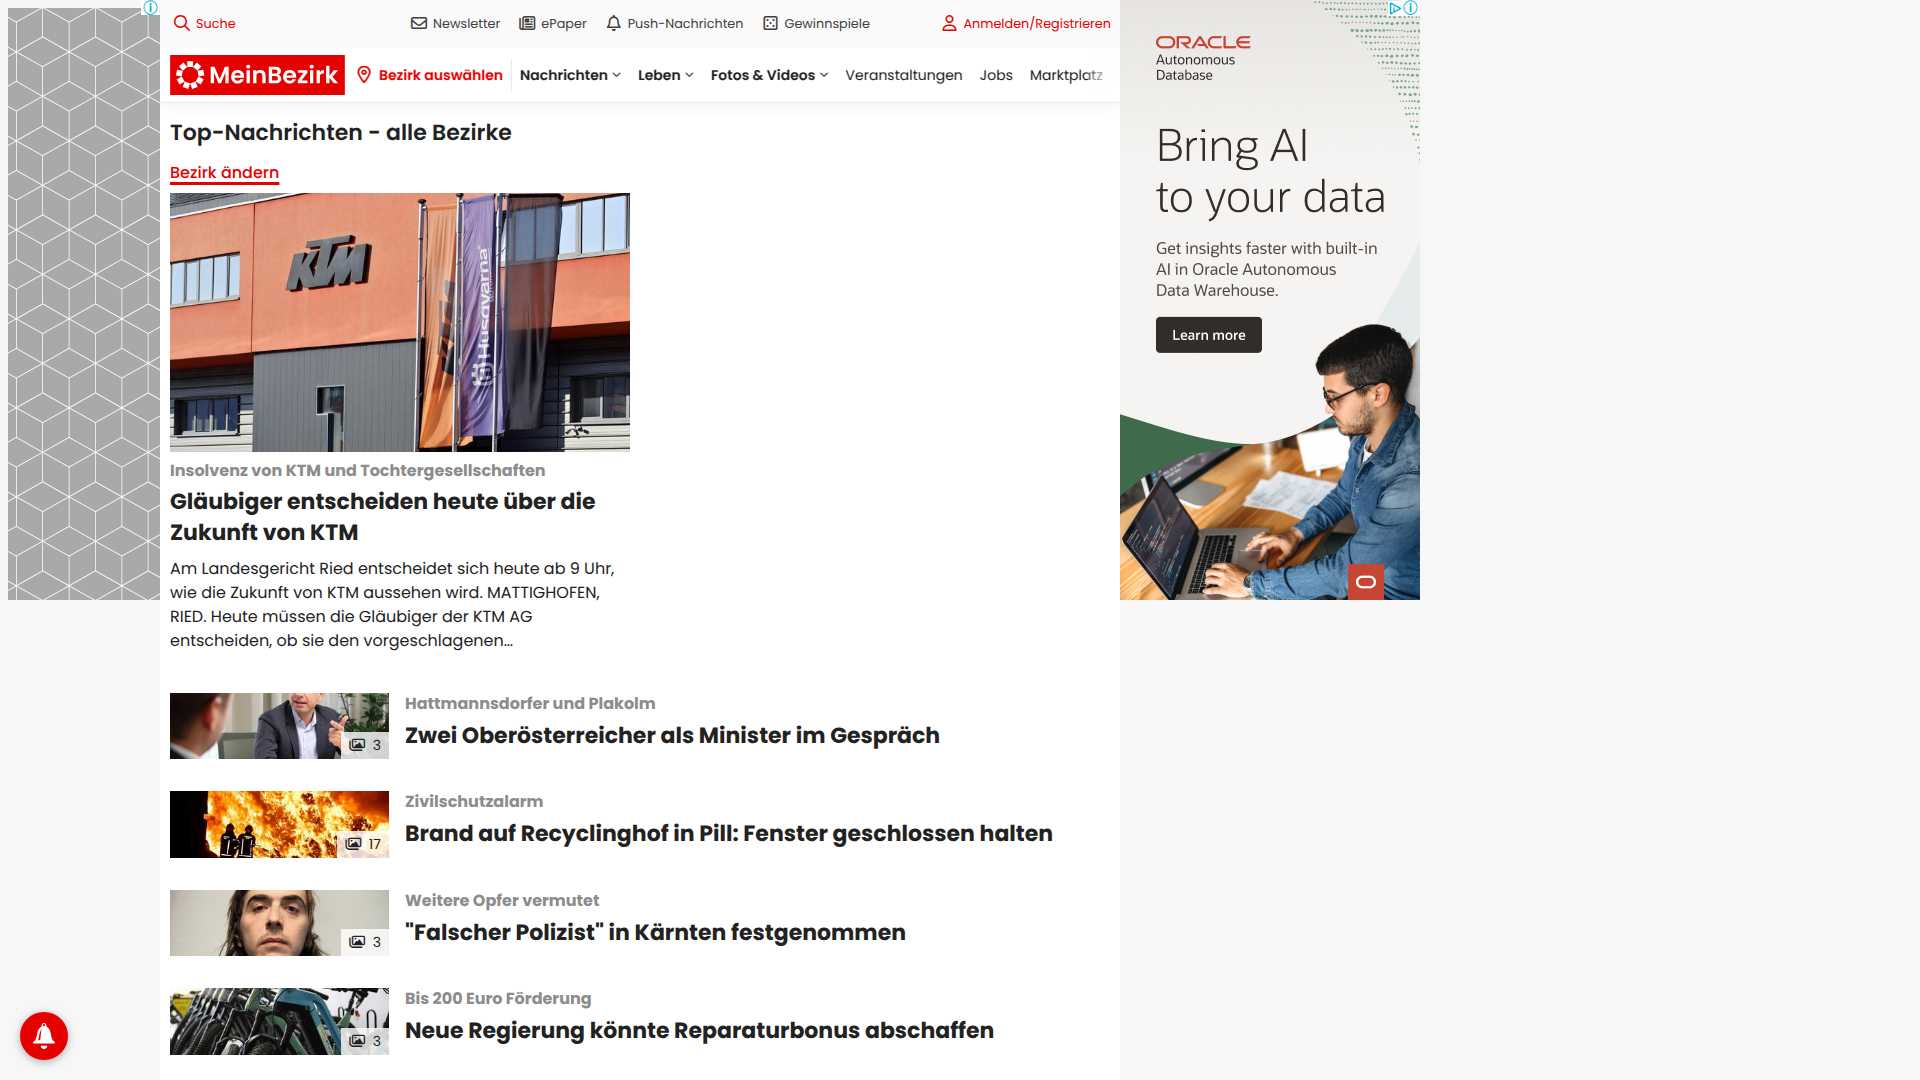 Suche
Newsletter
ePaper
Push-Nachrichten
Gewinnspiele
Anmelden/Registrieren
MeinBezirk
Bezirk auswählen
Nachrichten
Leben
Fotos & Videos
Veranstaltungen
Jobs
Marktplatz
Top-Nachrichten - alle Bezirke
Bezirk ändern
KTM
Husqvarna
Insolvenz von KTM und Tochtergesellschaften
Gläubiger entscheiden heute über die
Zukunft von KTM
Am Landesgericht Ried entscheidet sich heute ab 9 Uhr,
wie die Zukunft von KTM aussehen wird. MATTIGHOFEN,
RIED. Heute müssen die Gläubiger der KTM AG
entscheiden, ob sie den vorgeschlagenen...
3
Hattmannsdorfer und Plakolm
Zwei Oberösterreicher als Minister im Gespräch
17
Zivilschutzalarm
Brand auf Recyclinghof in Pill: Fenster geschlossen halten
3
Weitere Opfer vermutet
"Falscher Polizist" in Kärnten festgenommen
3
Bis 200 Euro Förderung
Neue Regierung könnte Reparaturbonus abschaffen
ORACLE
Autonomous
Database
Bring AI
to your data
Get insights faster with built-in
AI in Oracle Autonomous
Data Warehouse.
Learn more